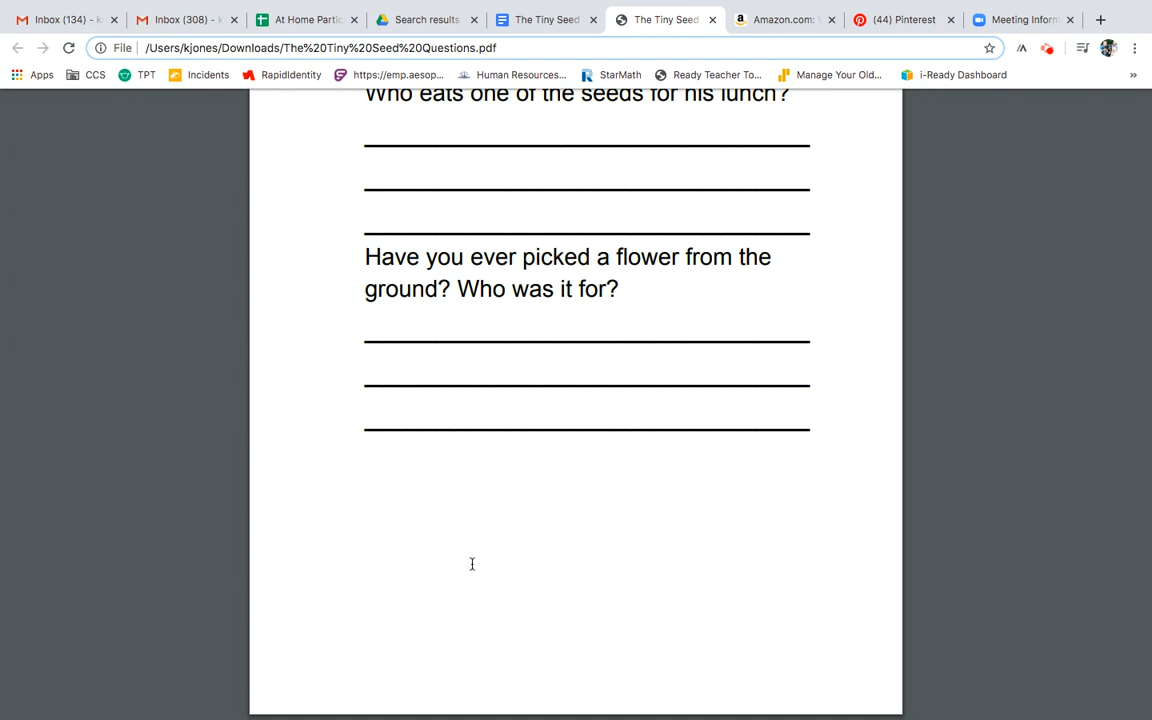 Inbox (134) - k
Inbox (308) - k
At Home Partic
Search results
The Tiny Seed
The Tiny Seed
Amazon.com:
(44) Pinterest
Meeting Inform
File
/Users/kjones/Downloads/The%20Tiny%20Seed%20Questions.pdf
Apps
CCS
TPT
Incidents
RapidIdentity
https://emp.aesop...
Human Resources...
StarMath
Ready Teacher To...
Manage Your Old...
i-Ready Dashboard
»
Who eats one of the seeds for his lunch?
Have you ever picked a flower from the
ground? Who was it for?